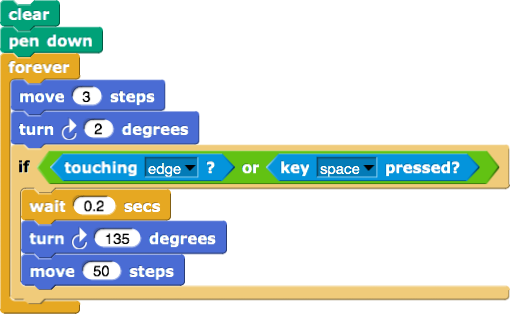 clear
pen down
forever
move 3 steps
turn 2 degrees
if touching edge ? or key space pressed?
wait 0.2 secs
turn 135 degrees
move 50 steps